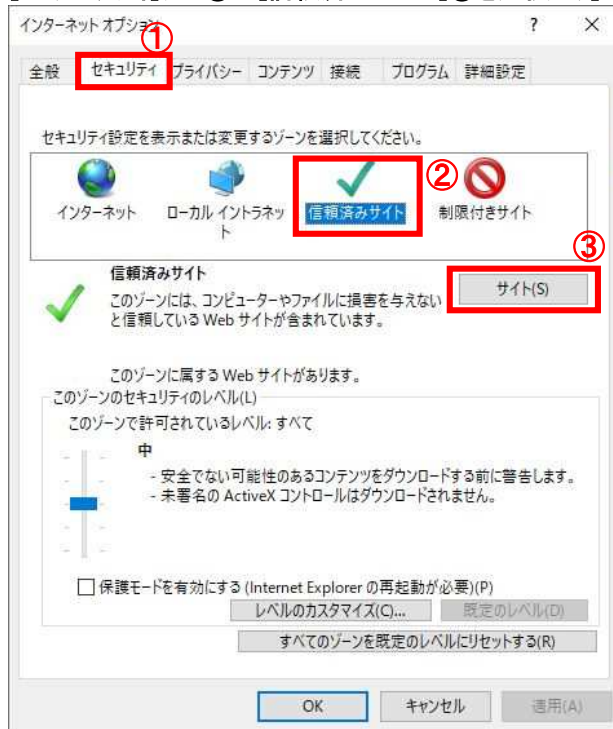 インターネット オプション
?
×
①
全般 セキュリティ プライバシー コンテンツ 接続 プログラム 詳細設定
セキュリティ設定を表示または変更するゾーンを選択してください。
②
インターネット
ローカル イントラネット
信頼済みサイト
制限付きサイト
③
信頼済みサイト
サイト(S)
このゾーンには、コンピューターやファイルに損害を与えない
と信頼している Web サイトが含まれています。
このゾーンに属する Web サイトがあります。
このゾーンのセキュリティのレベル(L)
このゾーンで許可されているレベル: すべて
中
- 安全でない可能性のあるコンテンツをダウンロードする前に警告します。
- 未署名の ActiveX コントロールはダウンロードされません。
保護モードを有効にする (Internet Explorer の再起動が必要)(P)
レベルのカスタマイズ(C)... 既定のレベル(D)
すべてのゾーンを既定のレベルにリセットする(R)
OK キャンセル 適用(A)